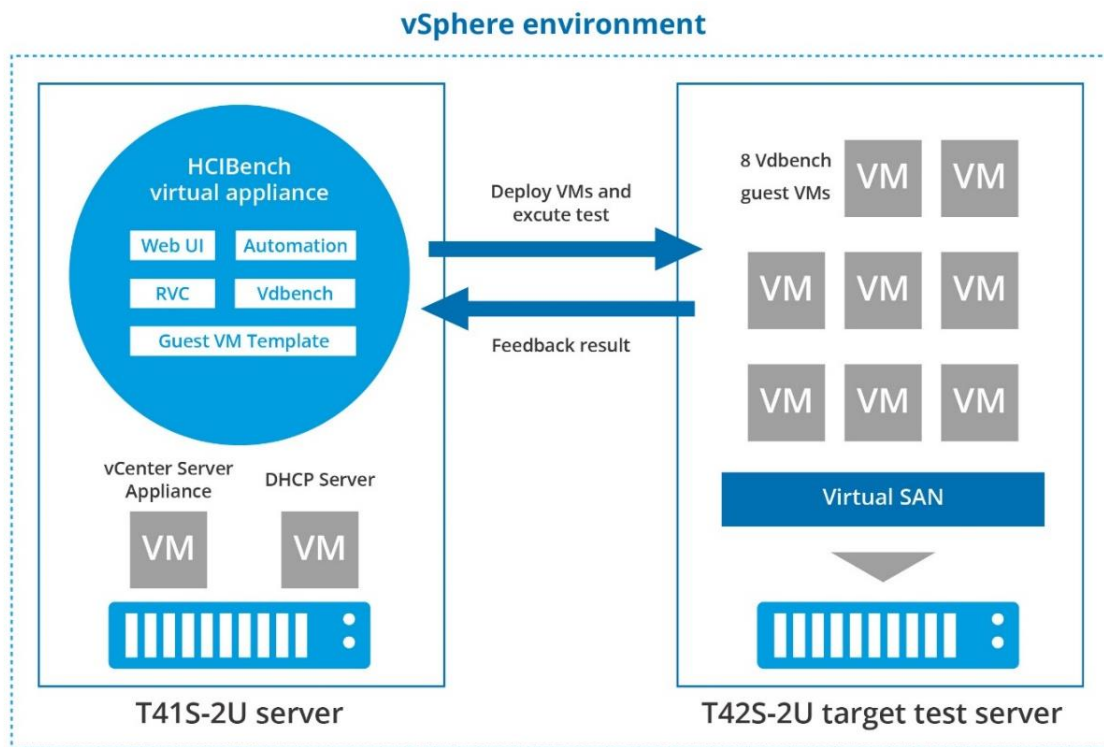 vSphere environment
HCIBench
virtual appliance
Web UI
Automation
RVC
Vdbench
Guest VM Template
vCenter Server
Appliance
DHCP Server
VM
VM
T41S-2U server
Deploy VMs and
excute test
Feedback result
8 Vdbench
guest VMs
VM
VM
VM
VM
VM
VM
VM
VM
Virtual SAN
T42S-2U target test server